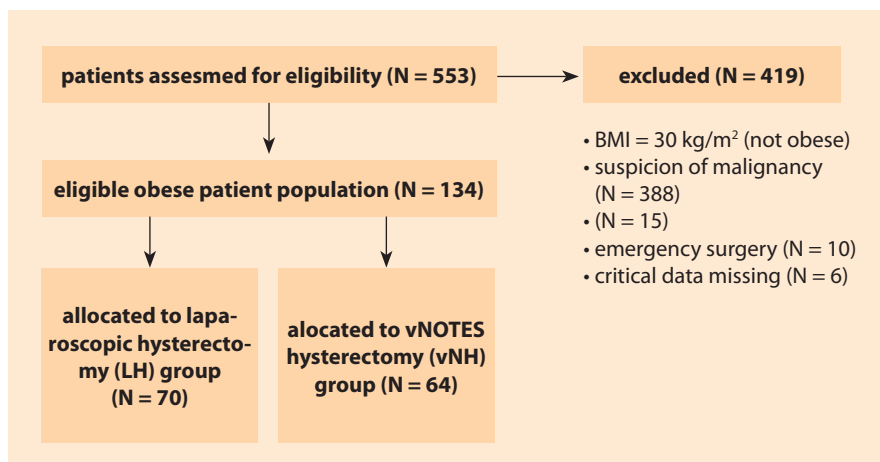 patients assesmed for eligibility (N = 553)
excluded (N = 419)
• BMI = 30 kg/m² (not obese)
• suspicion of malignancy
(N = 388)
• (N = 15)
• emergency surgery (N = 10)
• critical data missing (N = 6)
eligible obese patient population (N = 134)
allocated to lapa-
roscopic hysterecto-
my (LH) group
(N = 70)
alocated to vNOTES
hysterectomy (vNH)
group (N = 64)